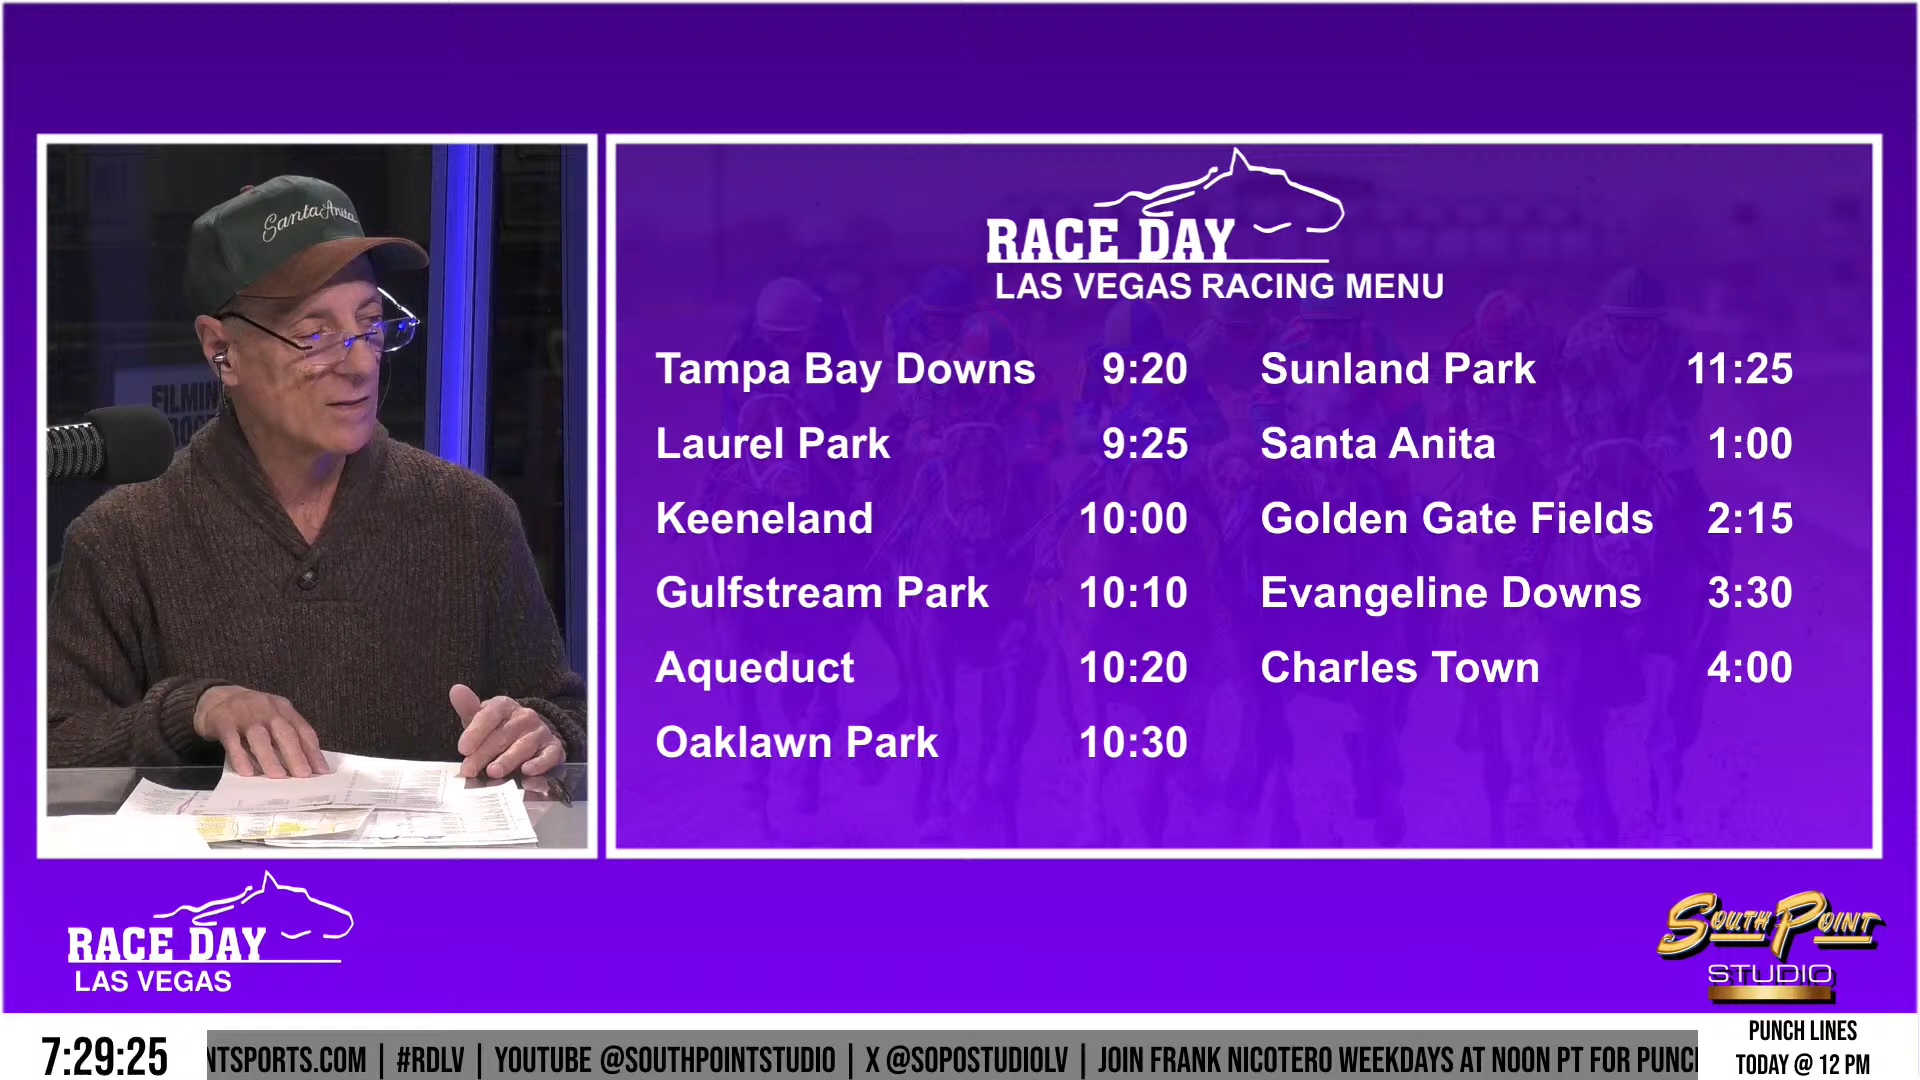 Santa Anita
FILMIN
RACE DAY
LAS VEGAS RACING MENU
Tampa Bay Downs 9:20
Laurel Park 9:25
Keeneland 10:00
Gulfstream Park 10:10
Aqueduct 10:20
Oaklawn Park 10:30
Sunland Park 11:25
Santa Anita 1:00
Golden Gate Fields 2:15
Evangeline Downs 3:30
Charles Town 4:00
RACE DAY
LAS VEGAS
SOUTH POINT
STUDIO
7:29:25
NTSPORTS.COM | #RDLV | YOUTUBE @SOUTHPOINTSTUDIO | X @SOPOSTUDIOLV | JOIN FRANK NICOTERO WEEKDAYS AT NOON PT FOR PUNC
PUNCH LINES
TODAY @ 12 PM